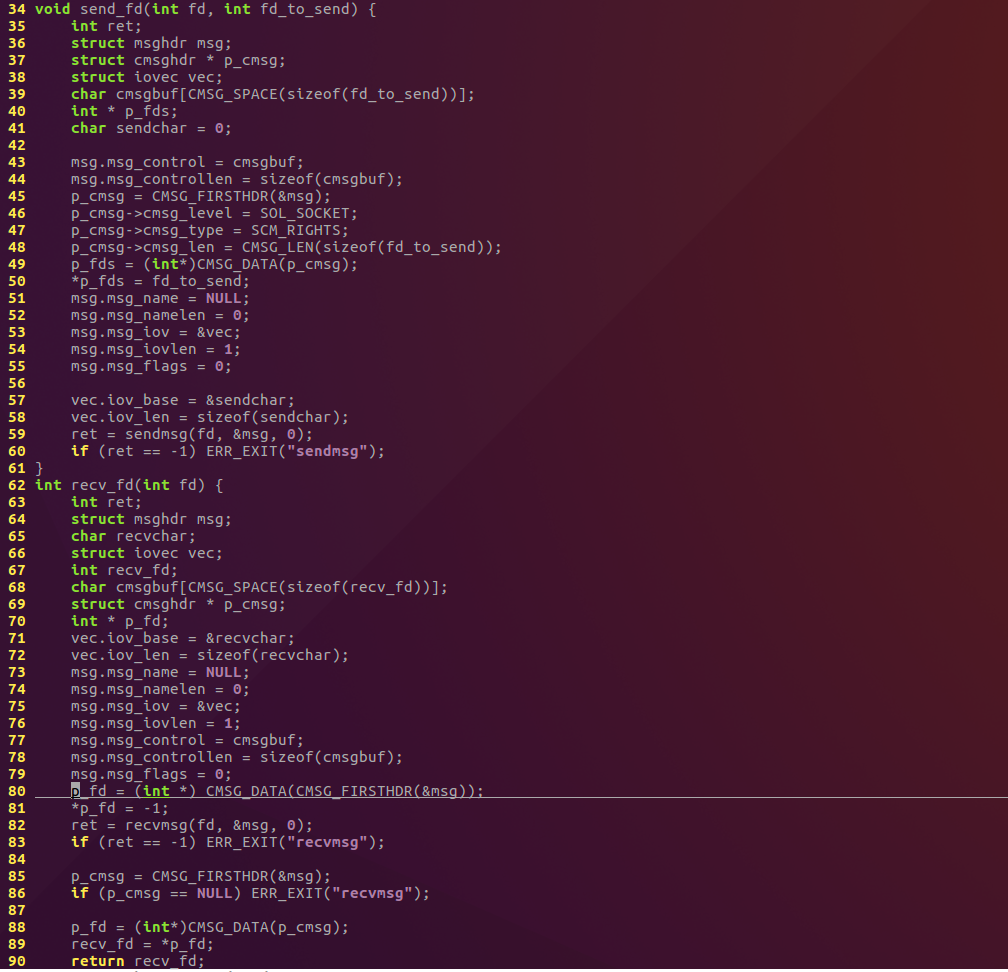 34 void send_fd(int fd, int fd_to_send) {
35     int ret;
36     struct msghdr msg;
37     struct cmsghdr * p_cmsg;
38     struct iovec vec;
39     char cmsgbuf[CMSG_SPACE(sizeof(fd_to_send))];
40     int * p_fds;
41     char sendchar = 0;
42
43     msg.msg_control = cmsgbuf;
44     msg.msg_controllen = sizeof(cmsgbuf);
45     p_cmsg = CMSG_FIRSTHDR(&msg);
46     p_cmsg->cmsg_level = SOL_SOCKET;
47     p_cmsg->cmsg_type = SCM_RIGHTS;
48     p_cmsg->cmsg_len = CMSG_LEN(sizeof(fd_to_send));
49     p_fds = (int*)CMSG_DATA(p_cmsg);
50     *p_fds = fd_to_send;
51     msg.msg_name = NULL;
52     msg.msg_namelen = 0;
53     msg.msg_iov = &vec;
54     msg.msg_iovlen = 1;
55     msg.msg_flags = 0;
56
57     vec.iov_base = &sendchar;
58     vec.iov_len = sizeof(sendchar);
59     ret = sendmsg(fd, &msg, 0);
60     if (ret == -1) ERR_EXIT("sendmsg");
61 }
62 int recv_fd(int fd) {
63     int ret;
64     struct msghdr msg;
65     char recvchar;
66     struct iovec vec;
67     int recv_fd;
68     char cmsgbuf[CMSG_SPACE(sizeof(recv_fd))];
69     struct cmsghdr * p_cmsg;
70     int * p_fd;
71     vec.iov_base = &recvchar;
72     vec.iov_len = sizeof(recvchar);
73     msg.msg_name = NULL;
74     msg.msg_namelen = 0;
75     msg.msg_iov = &vec;
76     msg.msg_iovlen = 1;
77     msg.msg_control = cmsgbuf;
78     msg.msg_controllen = sizeof(cmsgbuf);
79     msg.msg_flags = 0;
80     p_fd = (int *) CMSG_DATA(CMSG_FIRSTHDR(&msg));
81     *p_fd = -1;
82     ret = recvmsg(fd, &msg, 0);
83     if (ret == -1) ERR_EXIT("recvmsg");
84
85     p_cmsg = CMSG_FIRSTHDR(&msg);
86     if (p_cmsg == NULL) ERR_EXIT("recvmsg");
87
88     p_fd = (int*)CMSG_DATA(p_cmsg);
89     recv_fd = *p_fd;
90     return recv_fd;